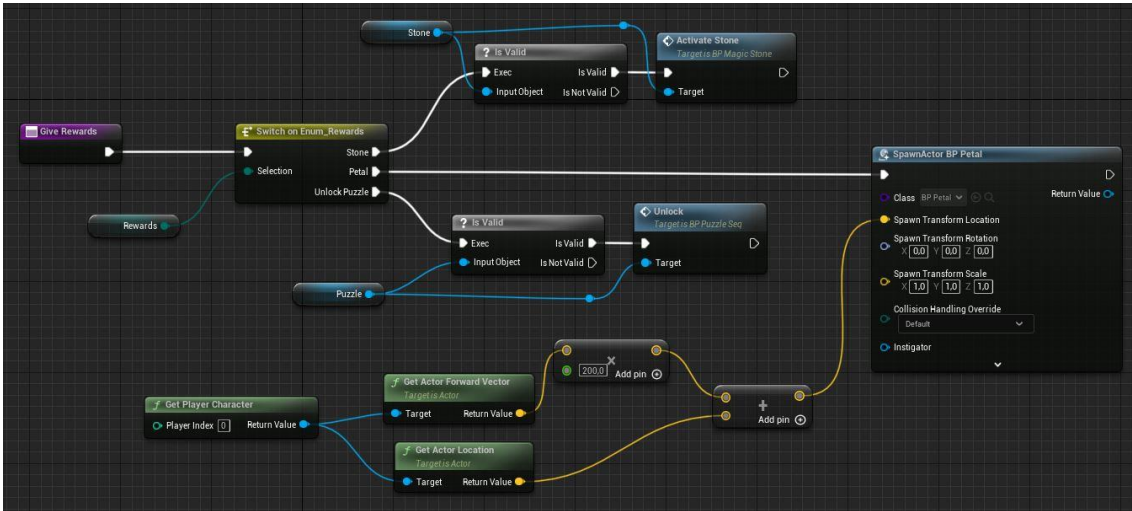 Stone
? Is Valid
Exec
Is Valid
Input Object
Is Not Valid
Activate Stone
Target is BP Magic Stone
Target
Give Rewards
Switch on Enum_Rewards
Stone
Selection
Petal
Unlock Puzzle
Rewards
? Is Valid
Exec
Is Valid
Input Object
Is Not Valid
Unlock
Target is BP Puzzle Seq
Target
Puzzle
SpawnActor BP Petal
Class BP Petal
Return Value
Spawn Transform Location
Spawn Transform Rotation
X 0,0 Y 0,0 Z 0,0
Spawn Transform Scale
X 1,0 Y 1,0 Z 1,0
Collision Handling Override
Default
Instigator
200,0
×
Add pin
f Get Actor Forward Vector
Target is Actor
Target
Return Value
f Get Player Character
Player Index 0
Return Value
+
Add pin
f Get Actor Location
Target is Actor
Target
Return Value